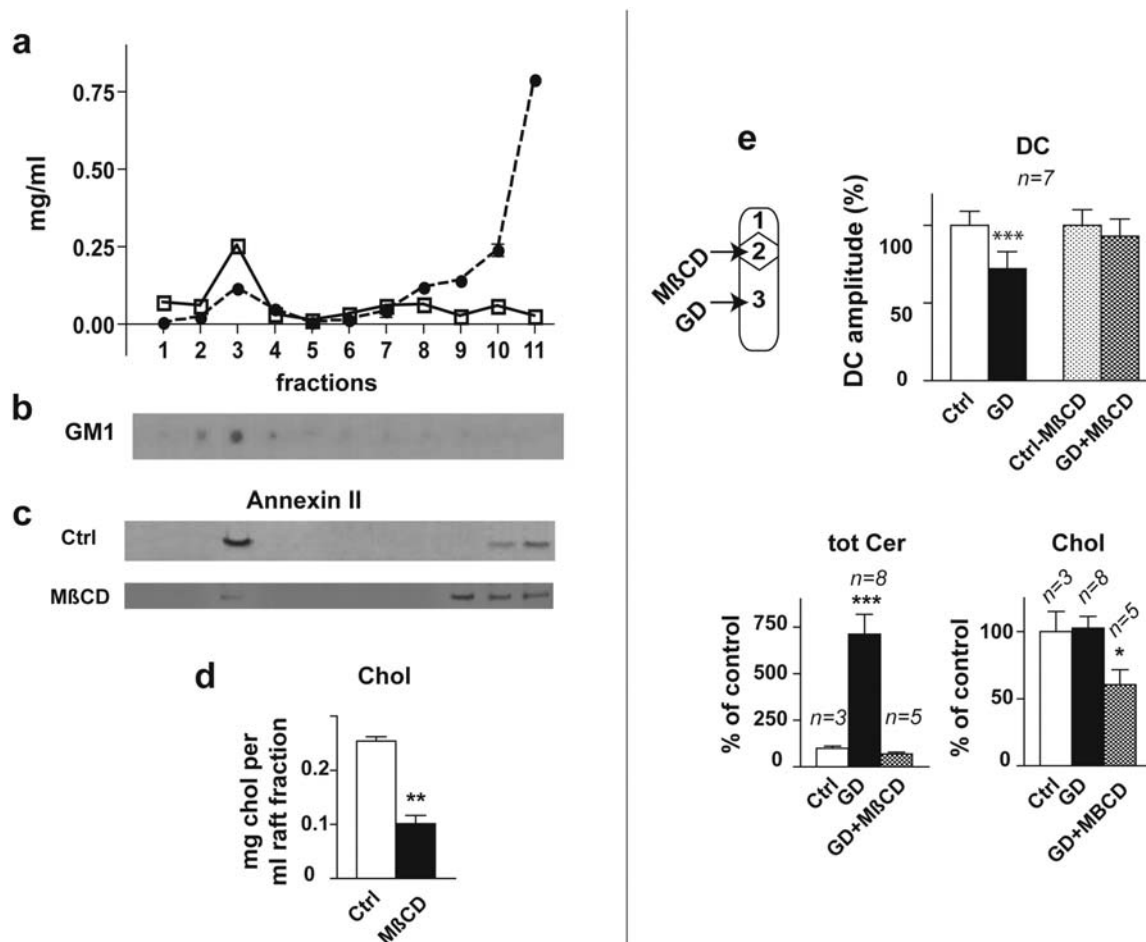 a
0.75
0.50
0.25
0.00
mg/ml
1 2 3 4 5 6 7 8 9 10 11
fractions
b
GM1
Annexin II
c
Ctrl
MßCD
d
Chol
mg chol per
ml raft fraction
0.2
0.1
0
**
Ctrl
MßCD
e
1
MßCD
2
GD
3
DC
n=7
DC amplitude (%)
100
50
0
***
Ctrl
GD
Ctrl-MßCD
GD+MßCD
tot Cer
n=8
***
% of control
750
500
250
0
n=3
n=5
Ctrl
GD
GD+MßCD
Chol
n=3
n=8
n=5
*
% of control
100
50
0
Ctrl
GD
GD+MBCD